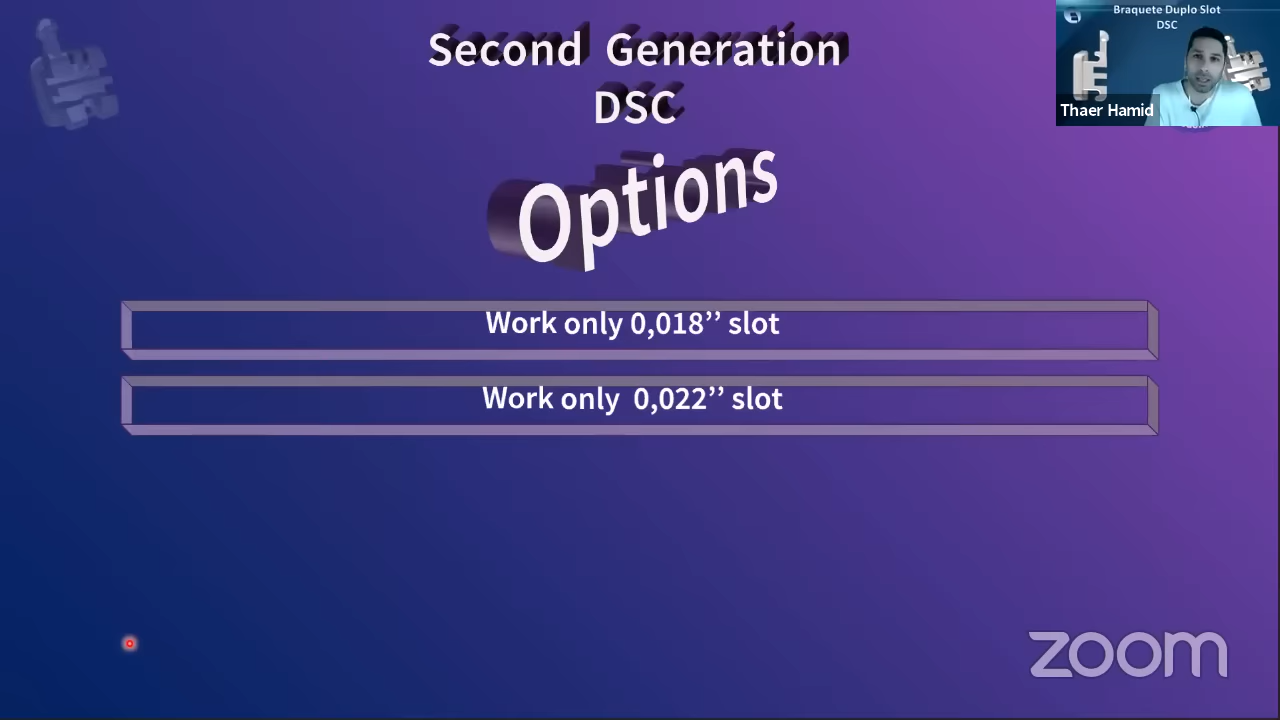 Second Generation
DSC
Options
Work only 0,018’’ slot
Work only 0,022’’ slot
Braquete Duplo Slot
DSC
Thaer Hamid
zoom